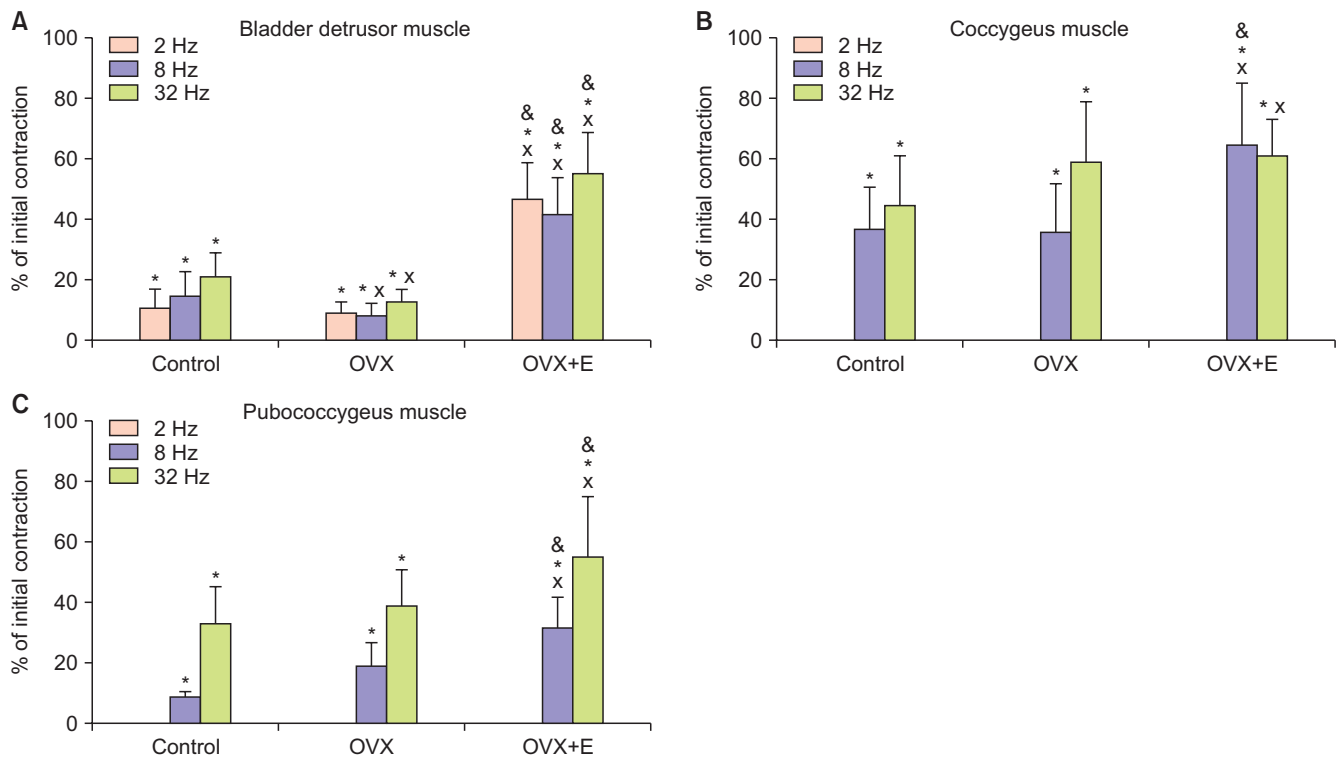 A
Bladder detrusor muscle
% of initial contraction
100
80
60
40
20
0
2 Hz
8 Hz
32 Hz
*
*
*
*
* x
* x
&
*
x
&
*
x
&
*
x
Control
OVX
OVX+E
B
Coccygeus muscle
% of initial contraction
100
80
60
40
20
0
2 Hz
8 Hz
32 Hz
*
*
*
*
&
*
x
* x
Control
OVX
OVX+E
C
Pubococcygeus muscle
% of initial contraction
100
80
60
40
20
0
2 Hz
8 Hz
32 Hz
*
*
*
*
&
*
x
&
*
x
Control
OVX
OVX+E